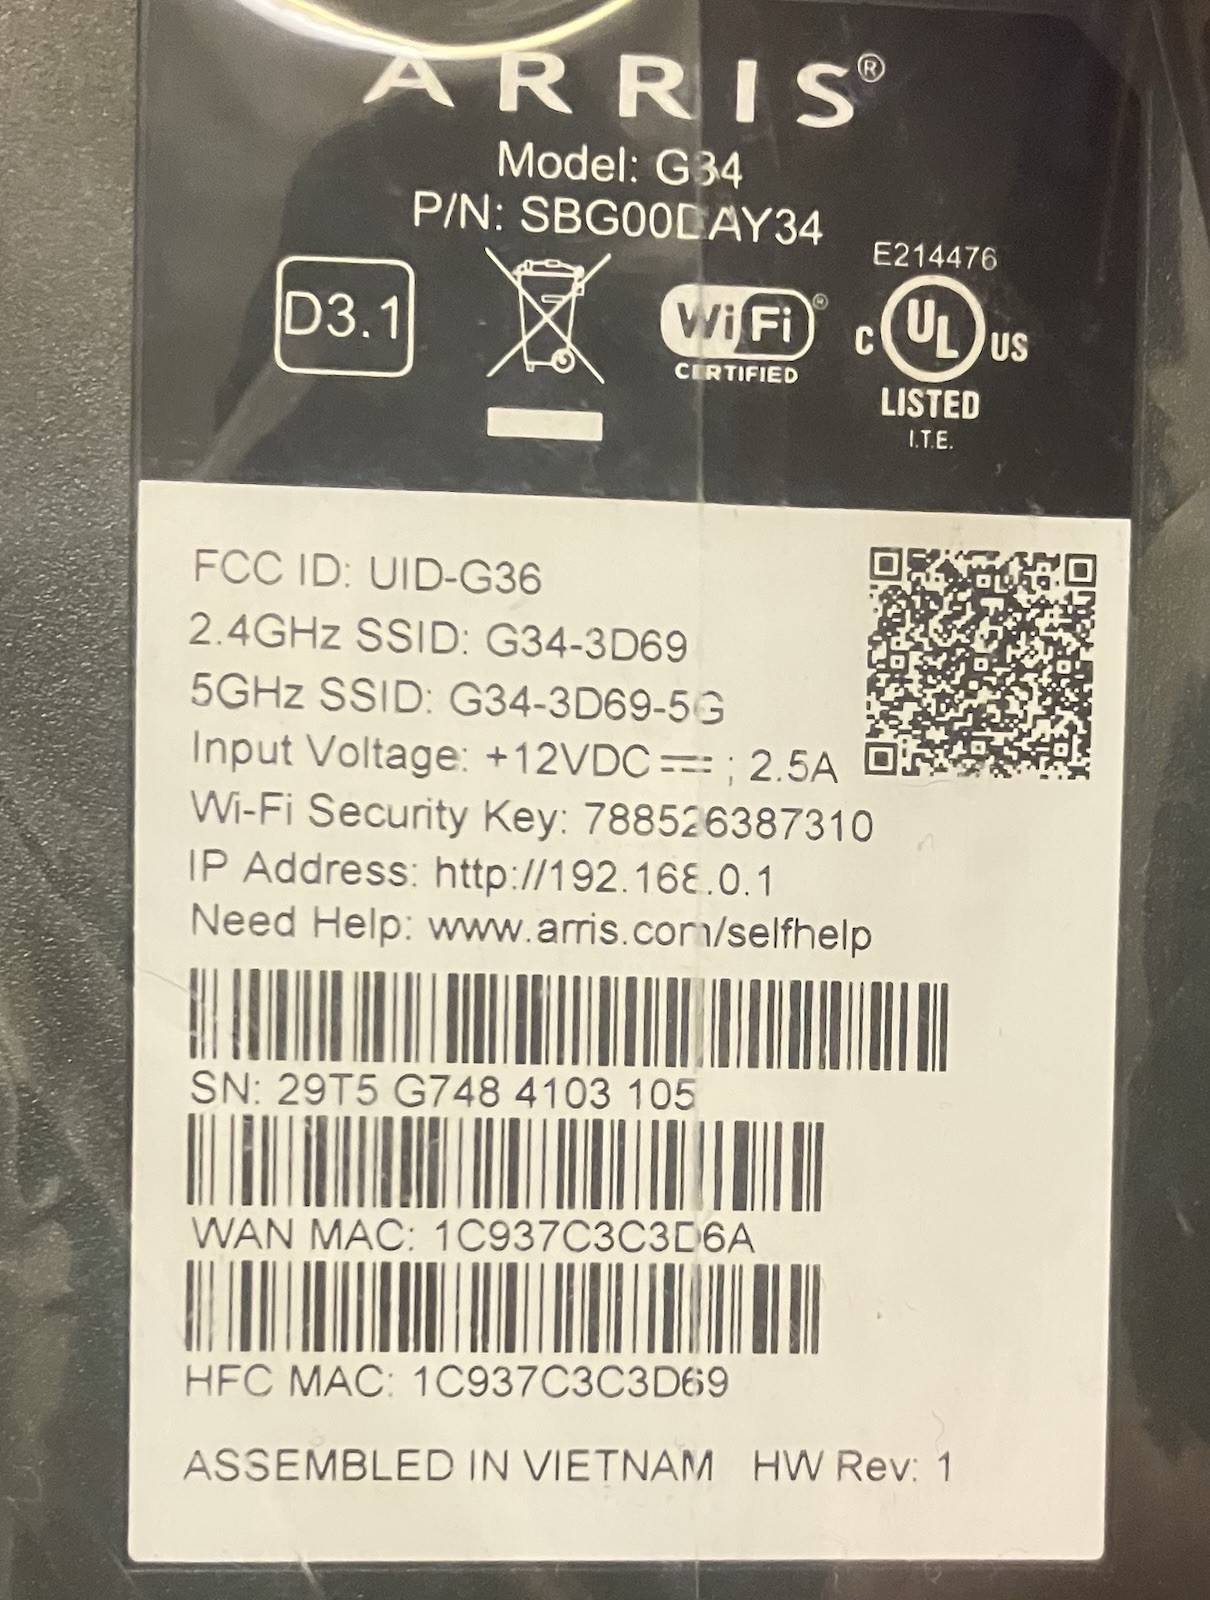 ARRIS®
Model: G34
P/N: SBG00DAY34
E214476
D3.1
WiFi®
CERTIFIED
C UL US
LISTED
I.T.E.
FCC ID: UID-G36
2.4GHz SSID: G34-3D69
5GHz SSID: G34-3D69-5G
Input Voltage: +12VDC⎓; 2.5A
Wi-Fi Security Key: 788526387310
IP Address: http://192.168.0.1
Need Help: www.arris.com/selfhelp
SN: 29T5 G748 4103 105
WAN MAC: 1C937C3C3D6A
HFC MAC: 1C937C3C3D69
ASSEMBLED IN VIETNAM HW Rev: 1